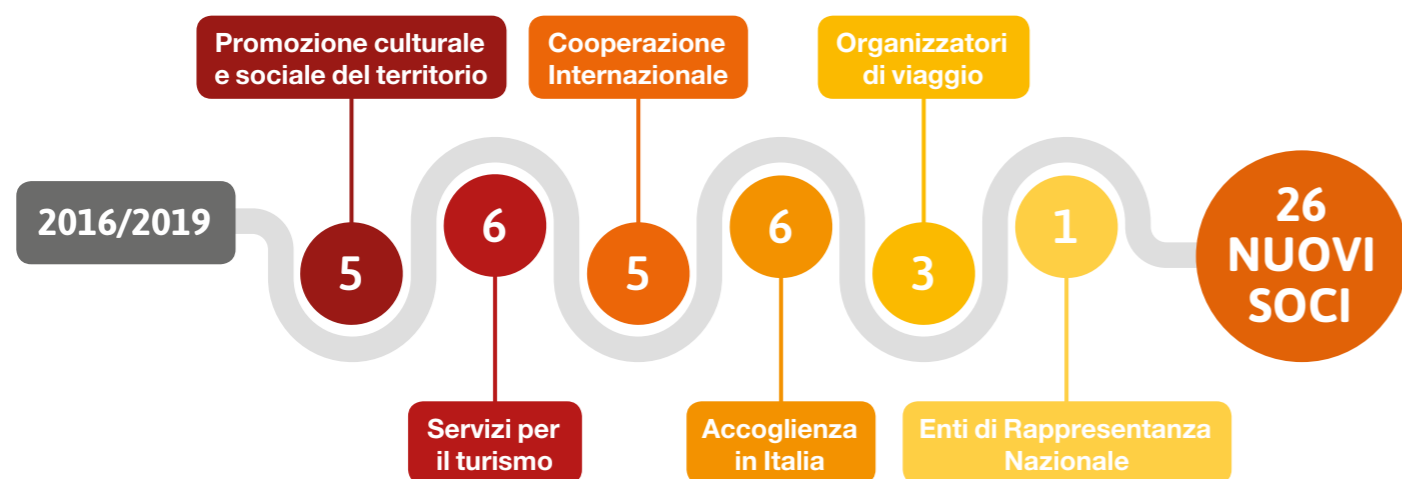 Promozione culturale
e sociale del territorio
Cooperazione
Internazionale
Organizzatori
di viaggio
2016/2019
5
6
5
6
3
1
26
NUOVI
SOCI
Servizi per
il turismo
Accoglienza
in Italia
Enti di Rappresentanza
Nazionale